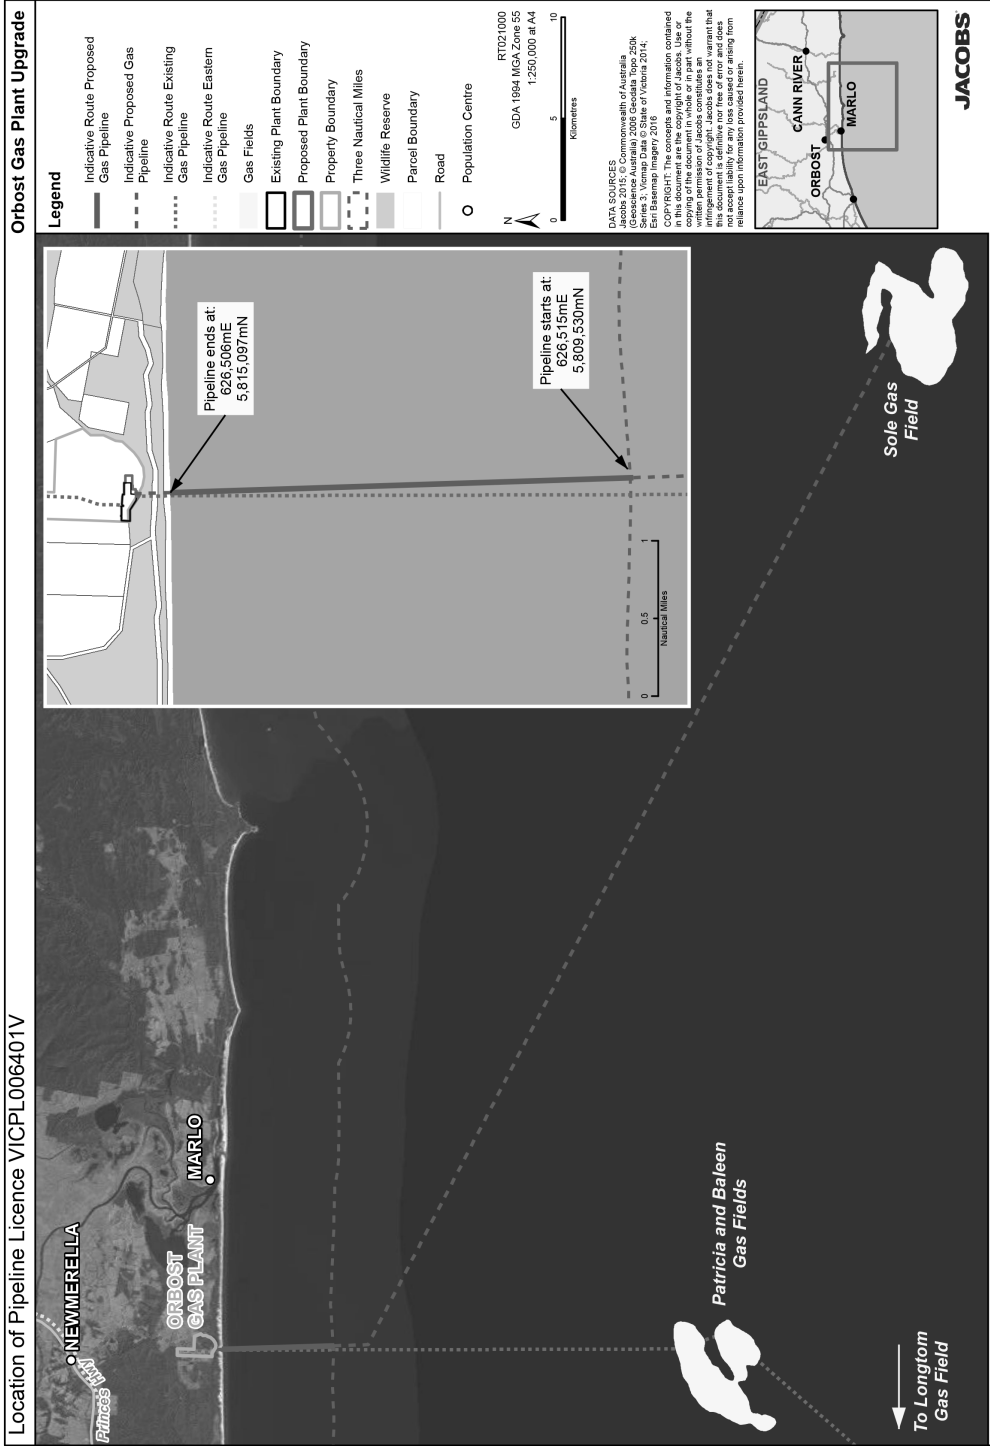 Location of Pipeline Licence VICPL006401V
Orbost Gas Plant Upgrade
NEWMERELLA
Princes
HWY
ORBOST
GAS PLANT
MARLO
Patricia and Baleen
Gas Fields
To Longtom
Gas Field
Sole Gas
Field
Pipeline ends at:
626,506mE
5,815,097mN
Pipeline starts at:
626,515mE
5,809,530mN
0
0.5
1
Nautical Miles
Legend
Indicative Route Proposed
Gas Pipeline
Indicative Proposed Gas
Pipeline
Indicative Route Existing
Gas Pipeline
Indicative Route Eastern
Gas Pipeline
Gas Fields
Existing Plant Boundary
Proposed Plant Boundary
Property Boundary
Three Nautical Miles
Wildlife Reserve
Parcel Boundary
Road
Population Centre
N
RT021000
GDA 1994 MGA Zone 55
1:250,000 at A4
0
5
10
Kilometres
DATA SOURCES
Jacobs 2015; © Commonwealth of Australia
(Geoscience Australia) 2006 Geodata Topo 250k
Series 3; Vicmap Data © State of Victoria 2014;
Esri Basemap Imagery 2016
COPYRIGHT: The concepts and information contained
in this document are the copyright of Jacobs. Use or
copying of the document in whole or in part without the
written permission of Jacobs constitutes an
infringement of copyright. Jacobs does not warrant that
this document is definitive nor free of error and does
not accept liability for any loss caused or arising from
reliance upon information provided herein.
EAST GIPPSLAND
CANN RIVER
ORBOST
MARLO
JACOBS